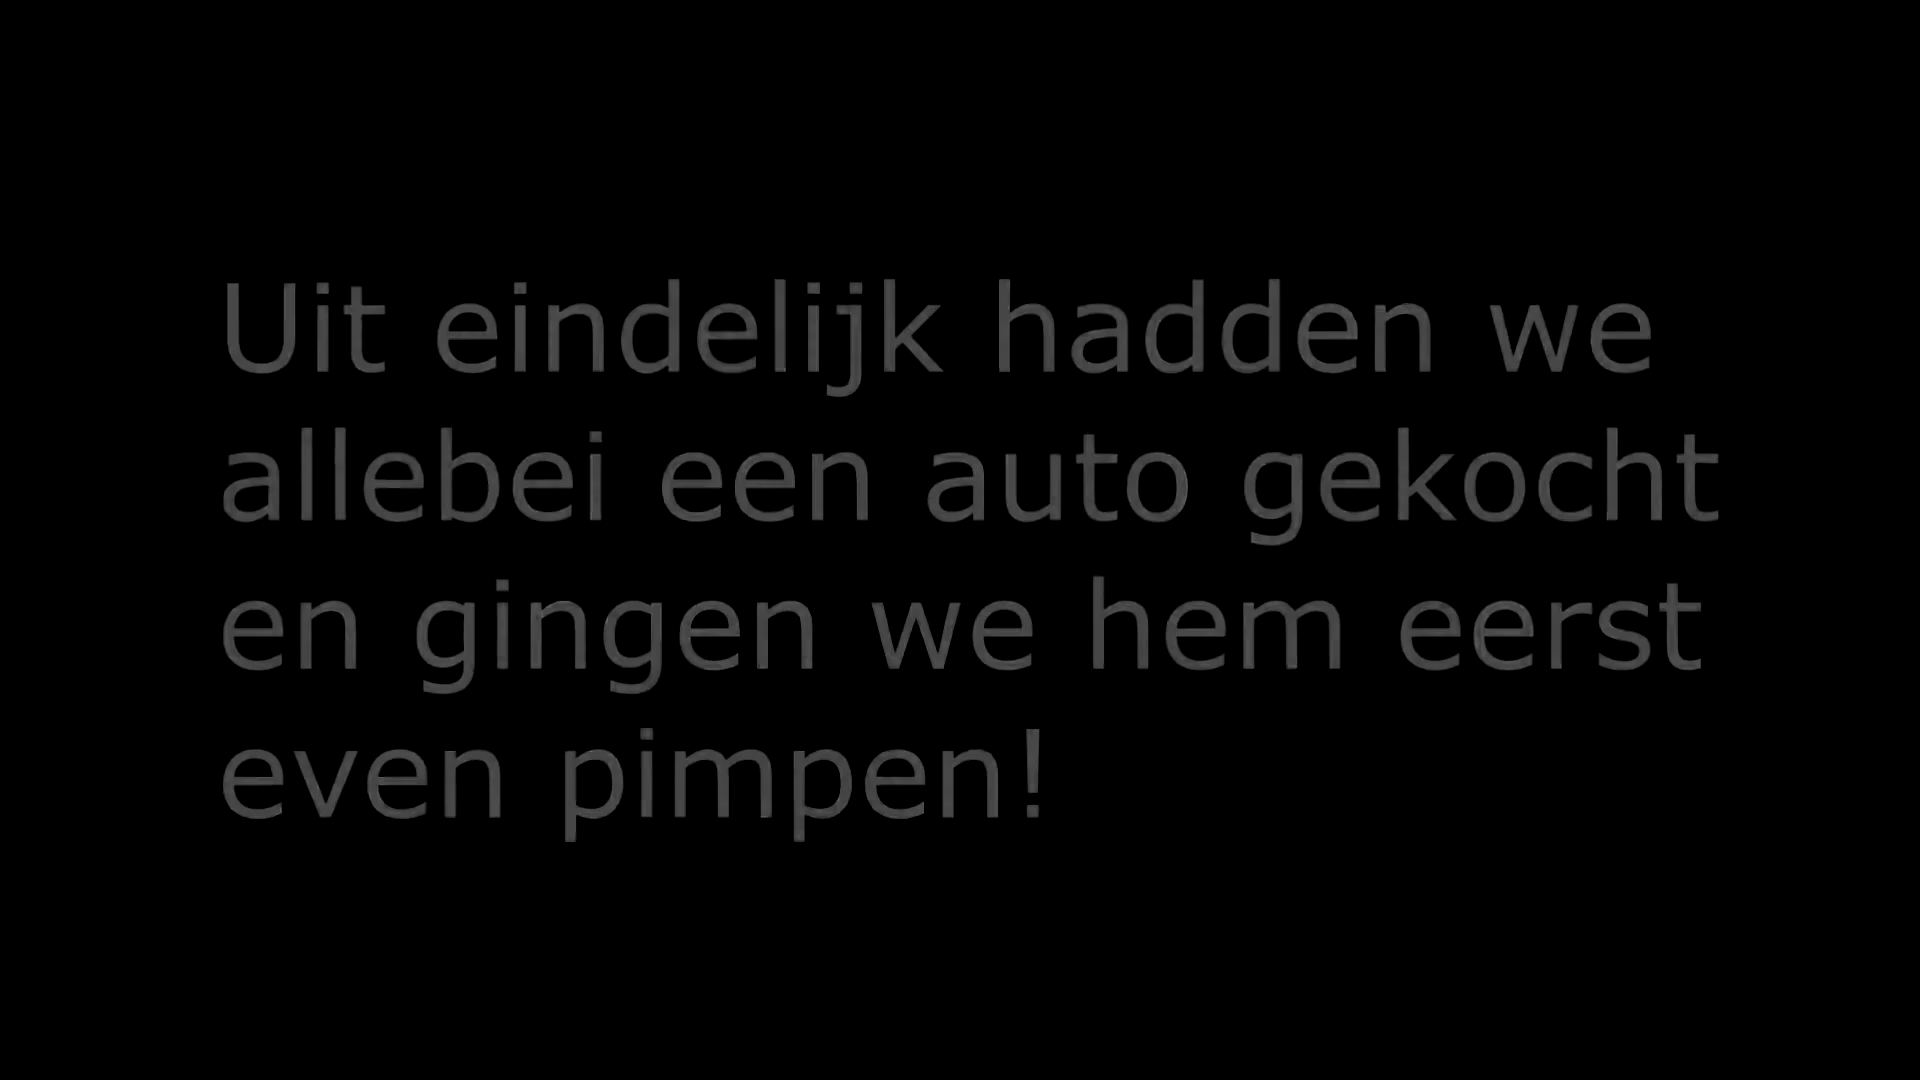 Uit eindelijk hadden we
allebei een auto gekocht
en gingen we hem eerst
even pimpen!